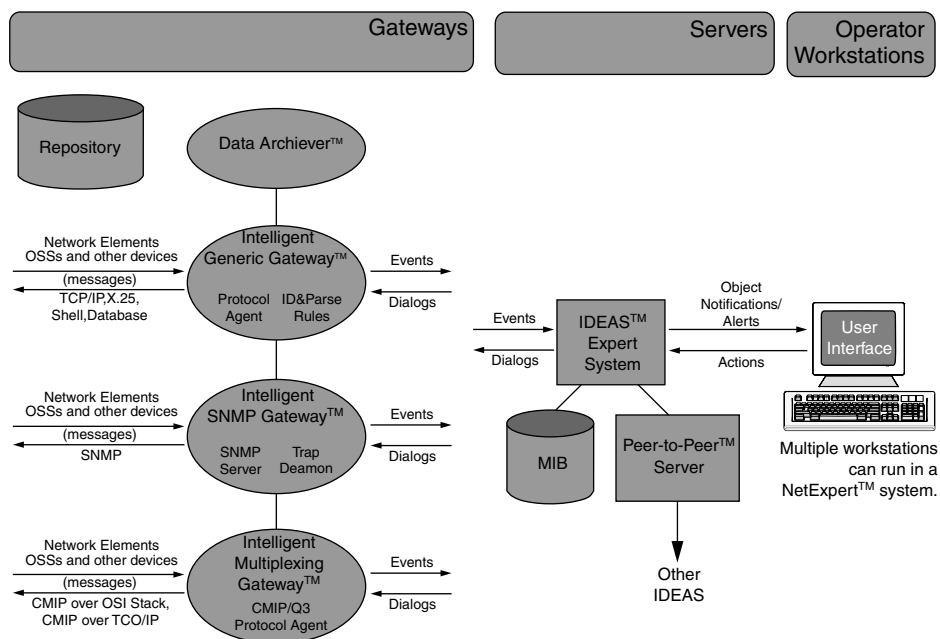 Gateways
Servers
Operator
Workstations
Repository
Data Archiever™
Network Elements
OSSs and other devices
(messages)
TCP/IP,X.25,
Shell,Database
Intelligent
Generic Gateway™
Protocol
Agent
ID&Parse
Rules
Events
Dialogs
Network Elements
OSSs and other devices
(messages)
SNMP
Intelligent
SNMP Gateway™
SNMP
Server
Trap
Deamon
Events
Dialogs
Network Elements
OSSs and other devices
(messages)
CMIP over OSI Stack,
CMIP over TCO/IP
Intelligent
Multiplexing
Gateway™
CMIP/Q3
Protocol Agent
Events
Dialogs
Events
Dialogs
IDEAS™
Expert
System
MIB
Peer-to-Peer™
Server
Other
IDEAS
Object
Notifications/
Alerts
Actions
User
Interface
Multiple workstations
can run in a
NetExpert™ system.